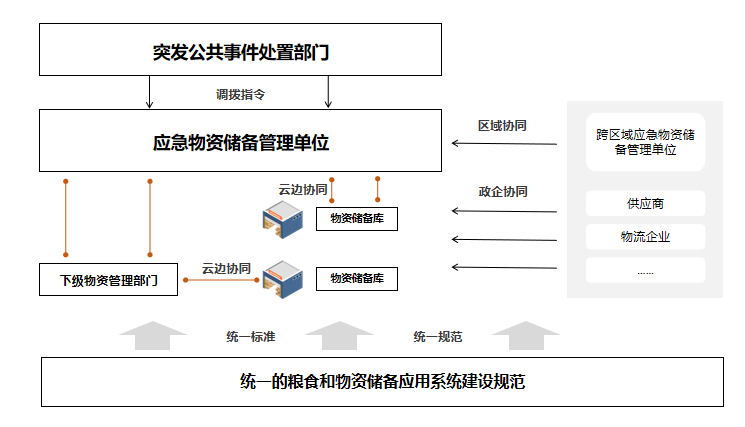 突发公共事件处置部门
调拨指令
应急物资储备管理单位
区域协同
跨区域应急物资储
备管理单位
云边协同
政企协同
供应商
物资储备库
物流企业
云边协同
下级物资管理部门
物资储备库
……
统一标准
统一规范
统一的粮食和物资储备应用系统建设规范